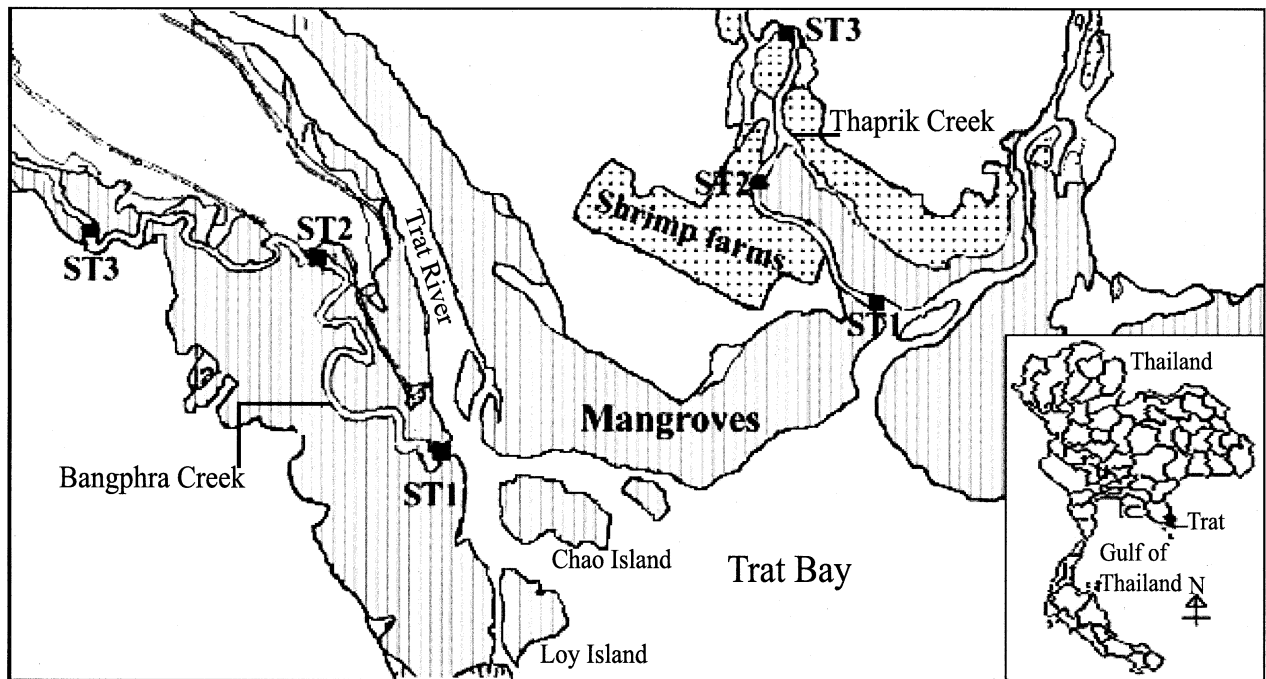 ST3
Thaprik Creek
ST2
Shrimp farms
Trat River
ST2
ST3
ST1
Mangroves
Bangphra Creek
ST1
Chao Island
Trat Bay
Loy Island
Thailand
Trat
Gulf of
Thailand
N